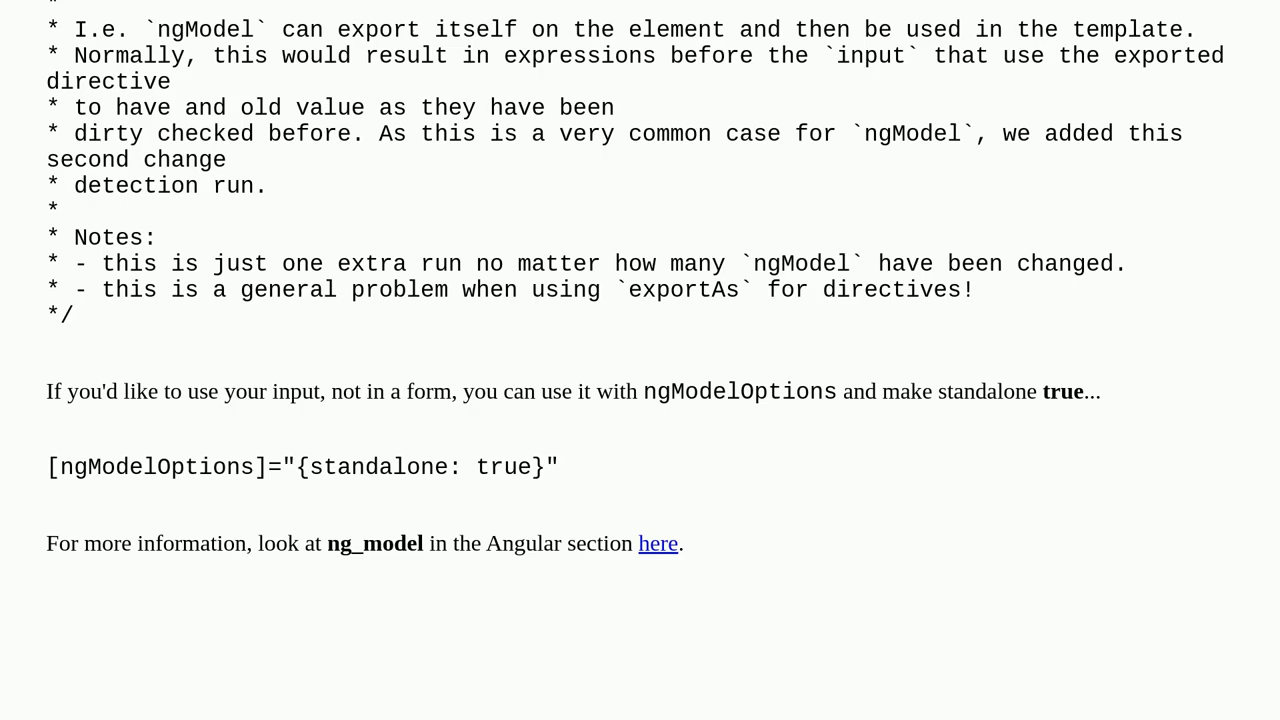 *
* I.e. `ngModel` can export itself on the element and then be used in the template.
* Normally, this would result in expressions before the `input` that use the exported
directive
* to have and old value as they have been
* dirty checked before. As this is a very common case for `ngModel`, we added this
second change
* detection run.
*
* Notes:
* - this is just one extra run no matter how many `ngModel` have been changed.
* - this is a general problem when using `exportAs` for directives!
*/
If you'd like to use your input, not in a form, you can use it with ngModelOptions and make standalone true...
[ngModelOptions]="{standalone: true}"
For more information, look at ng_model in the Angular section here.